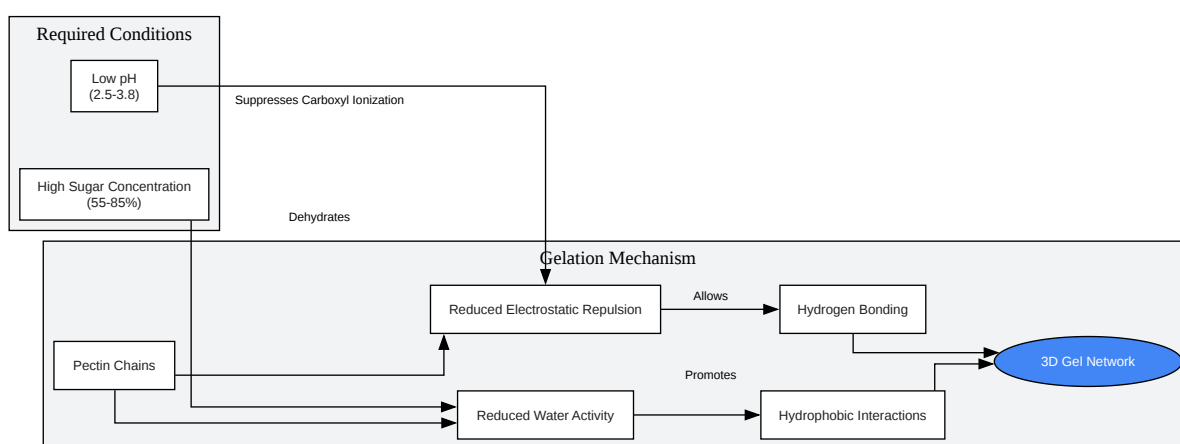 Required Conditions
Low pH
(2.5-3.8)
Suppresses Carboxyl Ionization
High Sugar Concentration
(55-85%)
Dehydrates
Gelation Mechanism
Reduced Electrostatic Repulsion
Allows
Hydrogen Bonding
Pectin Chains
3D Gel Network
Promotes
Reduced Water Activity
Hydrophobic Interactions